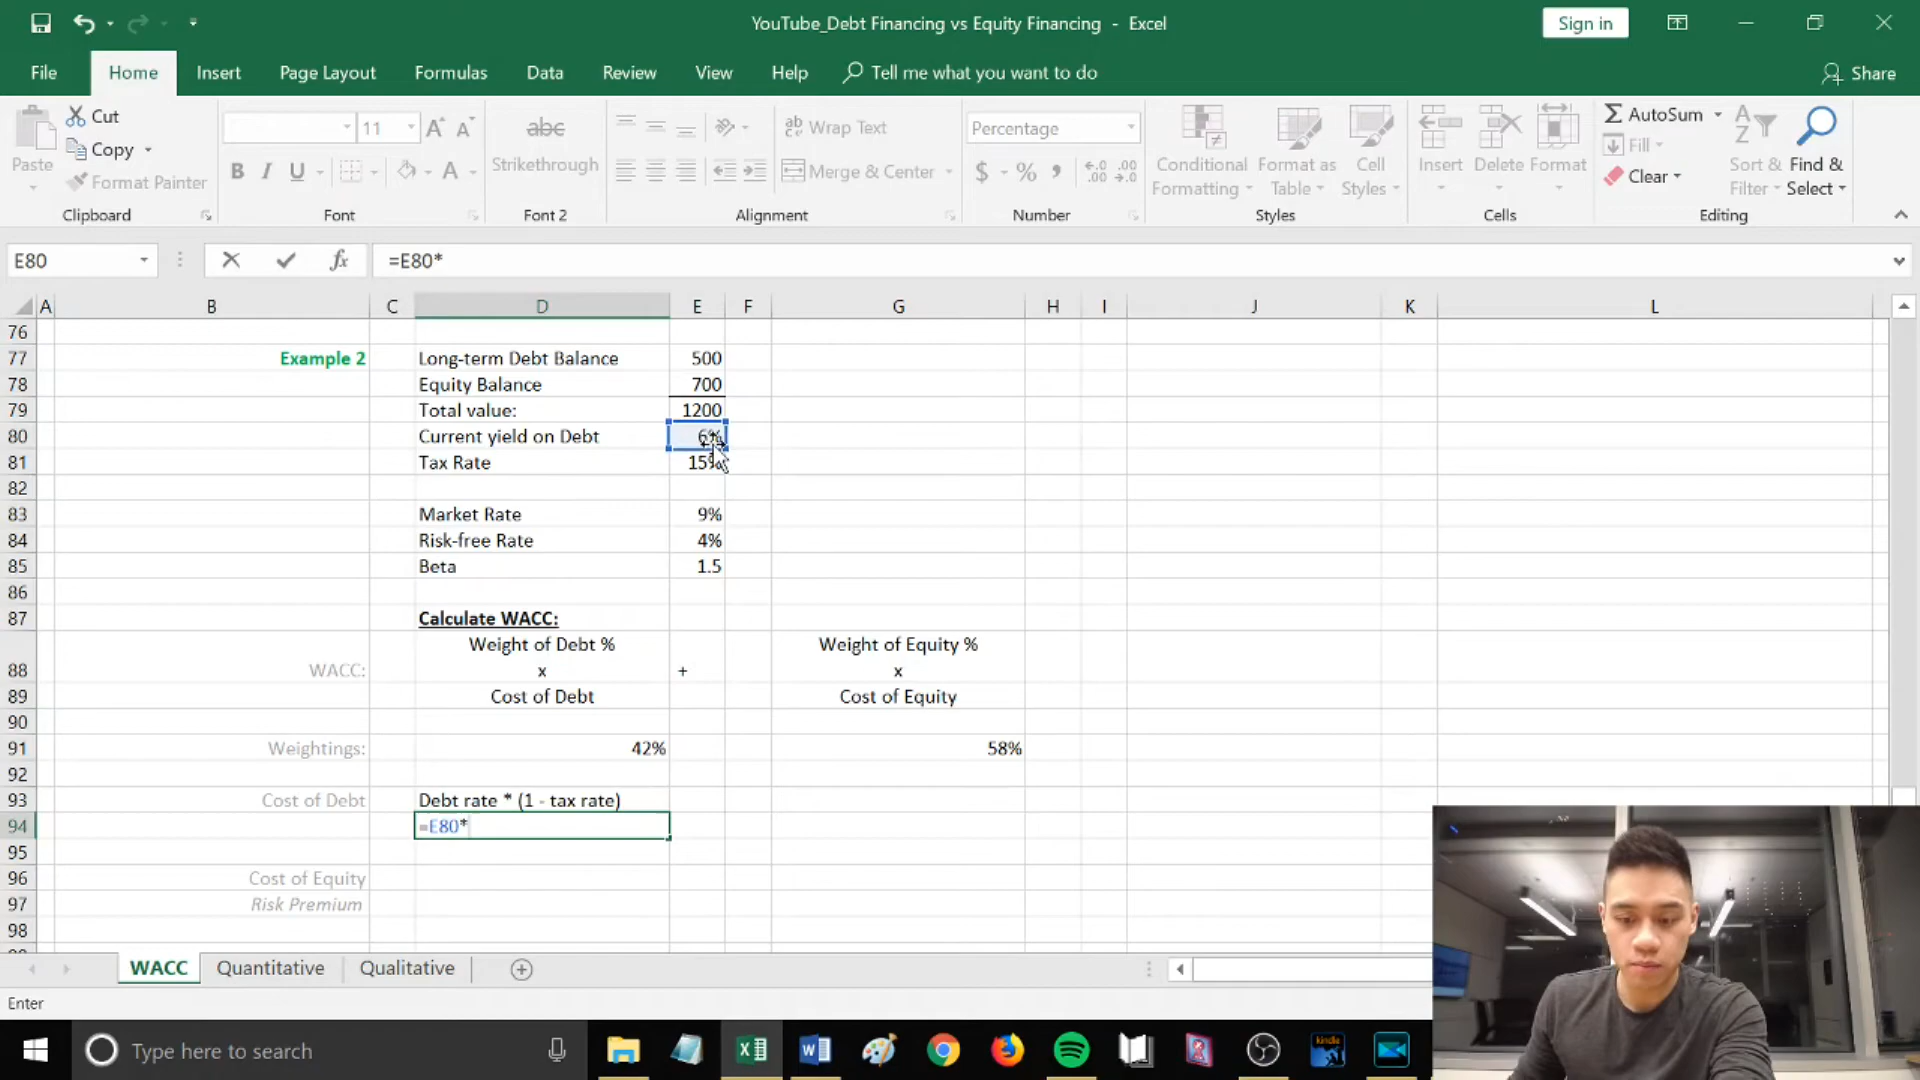 YouTube_Debt Financing vs Equity Financing - Excel
Sign in
File Home Insert Page Layout Formulas Data Review View Help Tell me what you want to do Share
Paste
Cut
Copy
Format Painter
Clipboard
11
B I U
Font
abc
Strikethrough
Font 2
ab Wrap Text
Merge & Center
Alignment
Percentage
$ % ,
Number
Conditional Formatting
Format as Table
Cell Styles
Styles
Insert Delete Format
Cells
AutoSum
Fill
Clear
Sort & Filter
Find & Select
Editing
E80 fx =E80*
A B C D E F G H I J K L
76
77 Example 2 Long-term Debt Balance 500
78 Equity Balance 700
79 Total value: 1200
80 Current yield on Debt 6%
81 Tax Rate 15%
82
83 Market Rate 9%
84 Risk-free Rate 4%
85 Beta 1.5
86
87 Calculate WACC:
Weight of Debt % Weight of Equity %
88 WACC: x + x
89 Cost of Debt Cost of Equity
90
91 Weightings: 42% 58%
92
93 Cost of Debt Debt rate * (1 - tax rate)
94 =E80*
95
96 Cost of Equity
97 Risk Premium
98
WACC Quantitative Qualitative
Enter
Type here to search
kindle